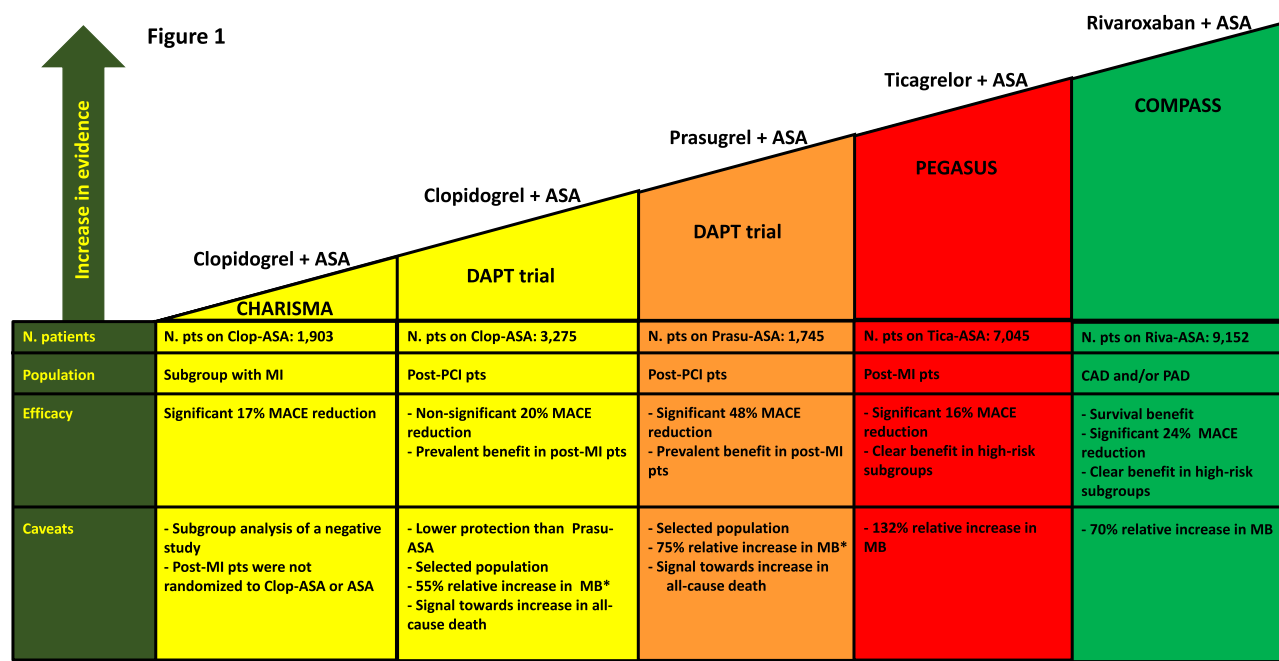 Figure 1
Increase in evidence
Clopidogrel + ASA
Clopidogrel + ASA
Prasugrel + ASA
Ticagrelor + ASA
Rivaroxaban + ASA
CHARISMA
DAPT trial
DAPT trial
PEGASUS
COMPASS
N. patients
N. pts on Clop-ASA: 1,903
N. pts on Clop-ASA: 3,275
N. pts on Prasu-ASA: 1,745
N. pts on Tica-ASA: 7,045
N. pts on Riva-ASA: 9,152
Population
Subgroup with MI
Post-PCI pts
Post-PCI pts
Post-MI pts
CAD and/or PAD
Efficacy
Significant 17% MACE reduction
- Non-significant 20% MACE
reduction
- Prevalent benefit in post-MI pts
- Significant 48% MACE
reduction
- Prevalent benefit in post-MI
pts
- Significant 16% MACE
reduction
- Clear benefit in high-risk
subgroups
- Survival benefit
- Significant 24% MACE
reduction
- Clear benefit in high-risk
subgroups
Caveats
- Subgroup analysis of a negative
study
- Post-MI pts were not
randomized to Clop-ASA or ASA
- Lower protection than Prasu-
ASA
- Selected population
- 55% relative increase in MB*
- Signal towards increase in all-
cause death
- Selected population
- 75% relative increase in MB*
- Signal towards increase in
all-cause death
- 132% relative increase in
MB
- 70% relative increase in MB